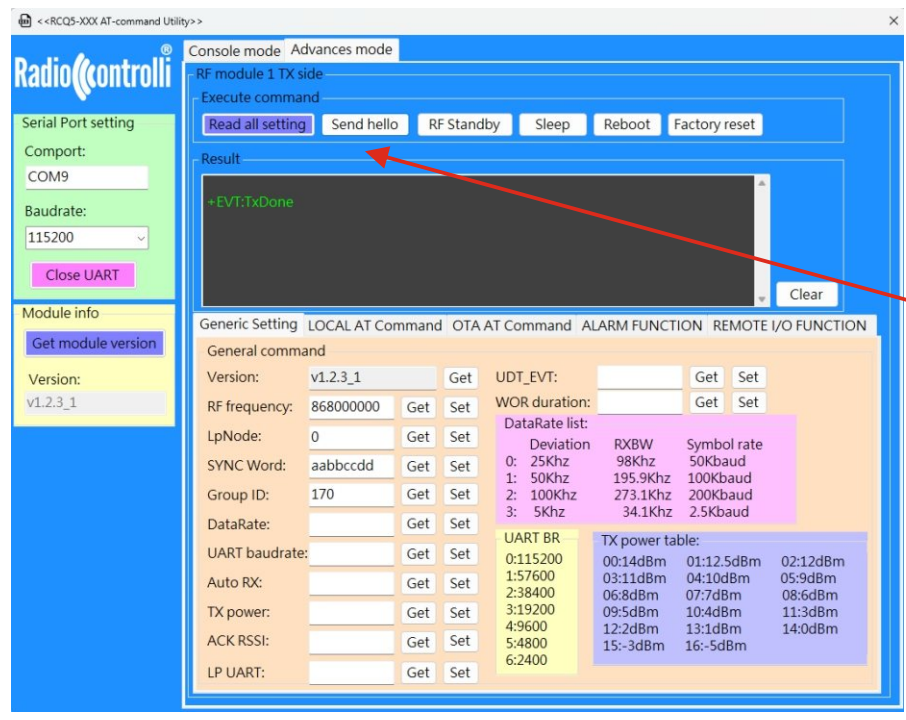 <<RCQ5-XXX AT-command Utility>>
Radiocontrolli®
Console mode Advances mode
RF module 1 TX side
Execute command
Read all setting Send hello RF Standby Sleep Reboot Factory reset
Serial Port setting
Comport:
COM9
Baudrate:
115200
Close UART
Result
+EVT:TxDone
Clear
Module info
Get module version
Version:
v1.2.3_1
Generic Setting LOCAL AT Command OTA AT Command ALARM FUNCTION REMOTE I/O FUNCTION
General command
Version: v1.2.3_1 Get
RF frequency: 868000000 Get Set
LpNode: 0 Get Set
SYNC Word: aabbccdd Get Set
Group ID: 170 Get Set
DataRate: Get Set
UART baudrate: Get Set
Auto RX: Get Set
TX power: Get Set
ACK RSSI: Get Set
LP UART: Get Set
UDT_EVT: Get Set
WOR duration: Get Set
DataRate list:
Deviation RXBW Symbol rate
0: 25Khz 98Khz 50Kbaud
1: 50Khz 195.9Khz 100Kbaud
2: 100Khz 273.1Khz 200Kbaud
3: 5Khz 34.1Khz 2.5Kbaud
UART BR
0:115200
1:57600
2:38400
3:19200
4:9600
5:4800
6:2400
TX power table:
00:14dBm 01:12.5dBm 02:12dBm
03:11dBm 04:10dBm 05:9dBm
06:8dBm 07:7dBm 08:6dBm
09:5dBm 10:4dBm 11:3dBm
12:2dBm 13:1dBm 14:0dBm
15:-3dBm 16:-5dBm